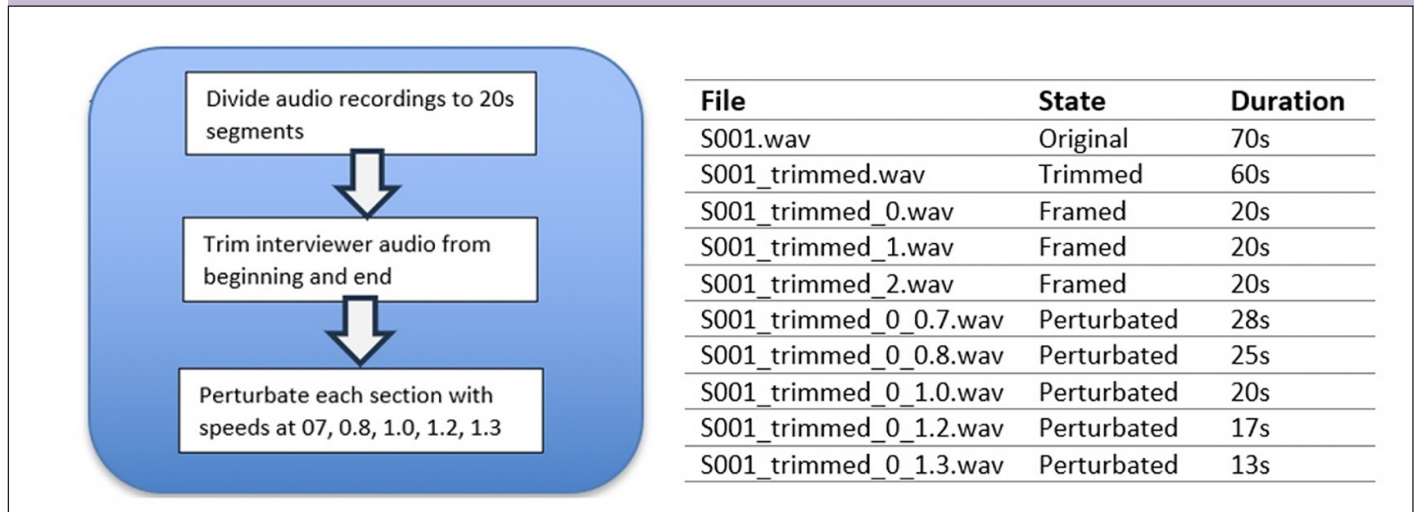 Divide audio recordings to 20s
segments
Trim interviewer audio from
beginning and end
Perturbate each section with
speeds at 07, 0.8, 1.0, 1.2, 1.3
File State Duration
S001.wav Original 70s
S001_trimmed.wav Trimmed 60s
S001_trimmed_0.wav Framed 20s
S001_trimmed_1.wav Framed 20s
S001_trimmed_2.wav Framed 20s
S001_trimmed_0_0.7.wav Perturbated 28s
S001_trimmed_0_0.8.wav Perturbated 25s
S001_trimmed_0_1.0.wav Perturbated 20s
S001_trimmed_0_1.2.wav Perturbated 17s
S001_trimmed_0_1.3.wav Perturbated 13s